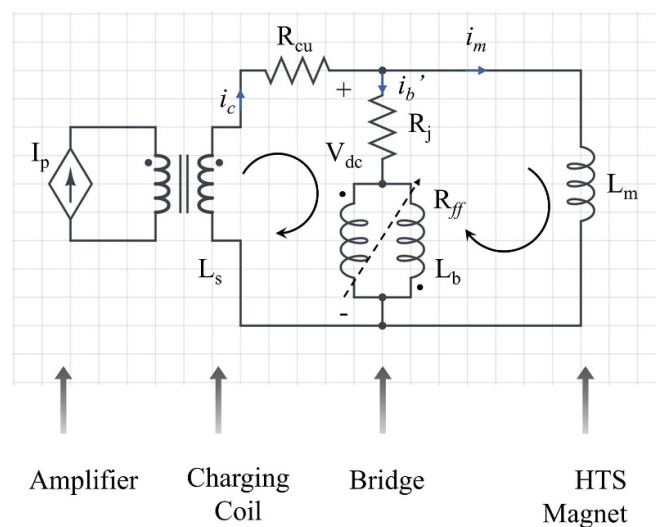 R_cu
i_m
i_c
+
i_b’
R_j
I_p
V_dc
R_ff
L_m
L_s
L_b
-
Amplifier
Charging
Coil
Bridge
HTS
Magnet